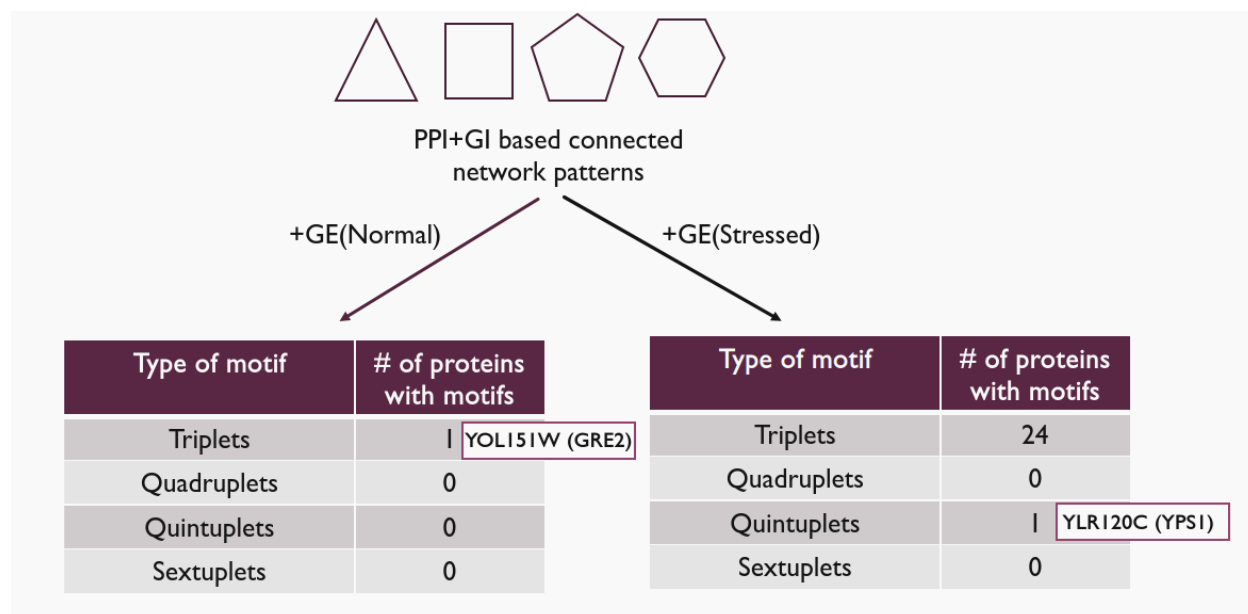 PPI+GI based connected
network patterns
+GE(Normal)
+GE(Stressed)
Type of motif
# of proteins
with motifs
Triplets
1
YOL151W (GRE2)
Quadruplets
0
Quintuplets
0
Sextuplets
0
Type of motif
# of proteins
with motifs
Triplets
24
Quadruplets
0
Quintuplets
1
YLR120C (YPS1)
Sextuplets
0